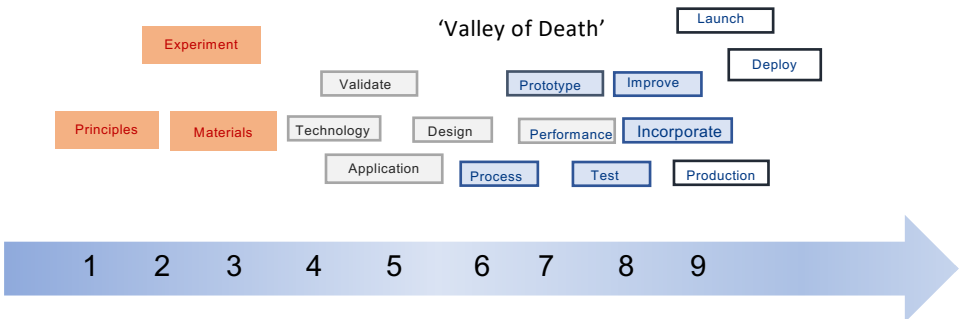 Launch
‘Valley of Death’
Experiment
Deploy
Validate
Prototype
Improve
Principles
Materials
Technology
Design
Performance
Incorporate
Application
Process
Test
Production
1 2 3 4 5 6 7 8 9